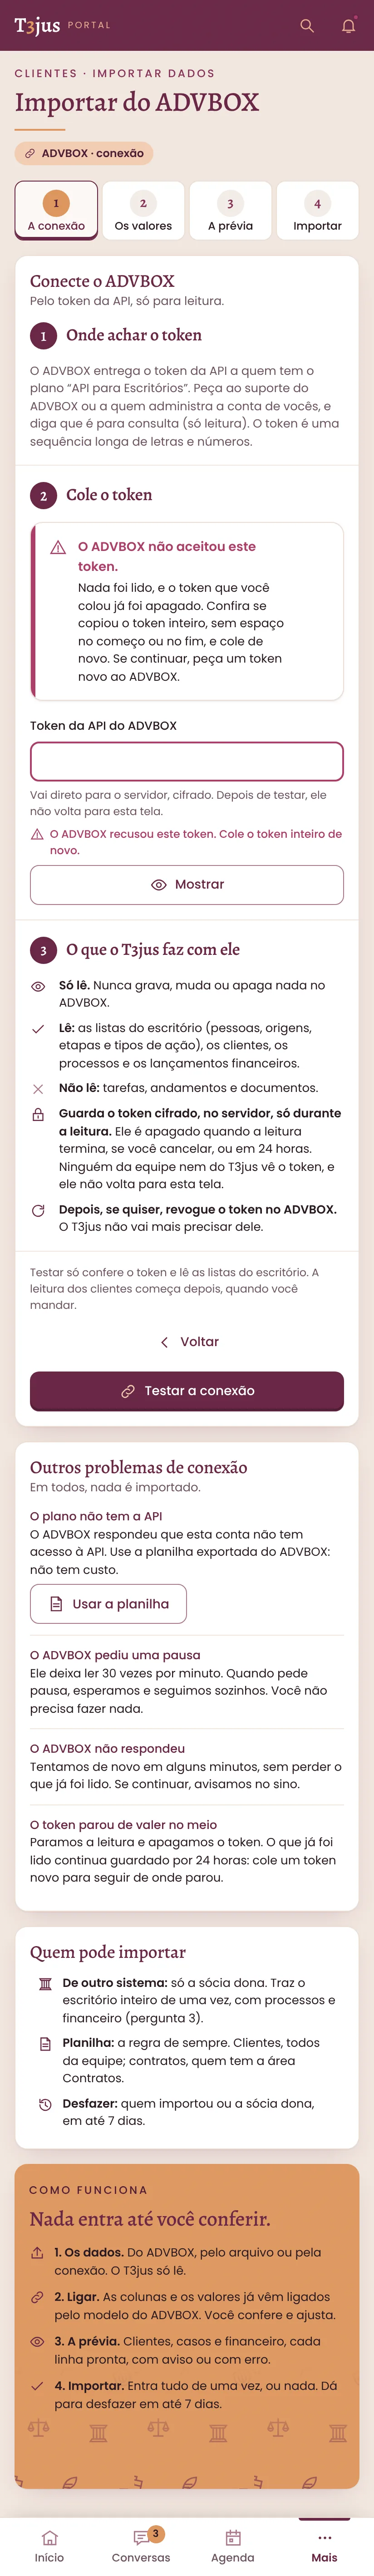 T3jus PORTAL
CLIENTES · IMPORTAR DADOS
Importar do ADVBOX
ADVBOX · conexão
1
A conexão
2
Os valores
3
A prévia
4
Importar
Conecte o ADVBOX
Pelo token da API, só para leitura.
1 Onde achar o token
O ADVBOX entrega o token da API a quem tem o
plano “API para Escritórios”. Peça ao suporte do
ADVBOX ou a quem administra a conta de vocês, e
diga que é para consulta (só leitura). O token é uma
sequência longa de letras e números.
2 Cole o token
O ADVBOX não aceitou este
token.
Nada foi lido, e o token que você
colou já foi apagado. Confira se
copiou o token inteiro, sem espaço
no começo ou no fim, e cole de
novo. Se continuar, peça um token
novo ao ADVBOX.
Token da API do ADVBOX
Vai direto para o servidor, cifrado. Depois de testar, ele
não volta para esta tela.
O ADVBOX recusou este token. Cole o token inteiro de
novo.
Mostrar
3 O que o T3jus faz com ele
Só lê. Nunca grava, muda ou apaga nada no
ADVBOX.
Lê: as listas do escritório (pessoas, origens,
etapas e tipos de ação), os clientes, os
processos e os lançamentos financeiros.
Não lê: tarefas, andamentos e documentos.
Guarda o token cifrado, no servidor, só durante
a leitura. Ele é apagado quando a leitura
termina, se você cancelar, ou em 24 horas.
Ninguém da equipe nem do T3jus vê o token, e
ele não volta para esta tela.
Depois, se quiser, revogue o token no ADVBOX.
O T3jus não vai mais precisar dele.
Testar só confere o token e lê as listas do escritório. A
leitura dos clientes começa depois, quando você
mandar.
Voltar
Testar a conexão
Outros problemas de conexão
Em todos, nada é importado.
O plano não tem a API
O ADVBOX respondeu que esta conta não tem
acesso à API. Use a planilha exportada do ADVBOX:
não tem custo.
Usar a planilha
O ADVBOX pediu uma pausa
Ele deixa ler 30 vezes por minuto. Quando pede
pausa, esperamos e seguimos sozinhos. Você não
precisa fazer nada.
O ADVBOX não respondeu
Tentamos de novo em alguns minutos, sem perder o
que já foi lido. Se continuar, avisamos no sino.
O token parou de valer no meio
Paramos a leitura e apagamos o token. O que já foi
lido continua guardado por 24 horas: cole um token
novo para seguir de onde parou.
Quem pode importar
De outro sistema: só a sócia dona. Traz o
escritório inteiro de uma vez, com processos e
financeiro (pergunta 3).
Planilha: a regra de sempre. Clientes, todos
da equipe; contratos, quem tem a área
Contratos.
Desfazer: quem importou ou a sócia dona,
em até 7 dias.
COMO FUNCIONA
Nada entra até você conferir.
1. Os dados. Do ADVBOX, pelo arquivo ou pela
conexão. O T3jus só lê.
2. Ligar. As colunas e os valores já vêm ligados
pelo modelo do ADVBOX. Você confere e ajusta.
3. A prévia. Clientes, casos e financeiro, cada
linha pronta, com aviso ou com erro.
4. Importar. Entra tudo de uma vez, ou nada. Dá
para desfazer em até 7 dias.
Início
Conversas
3
Agenda
Mais